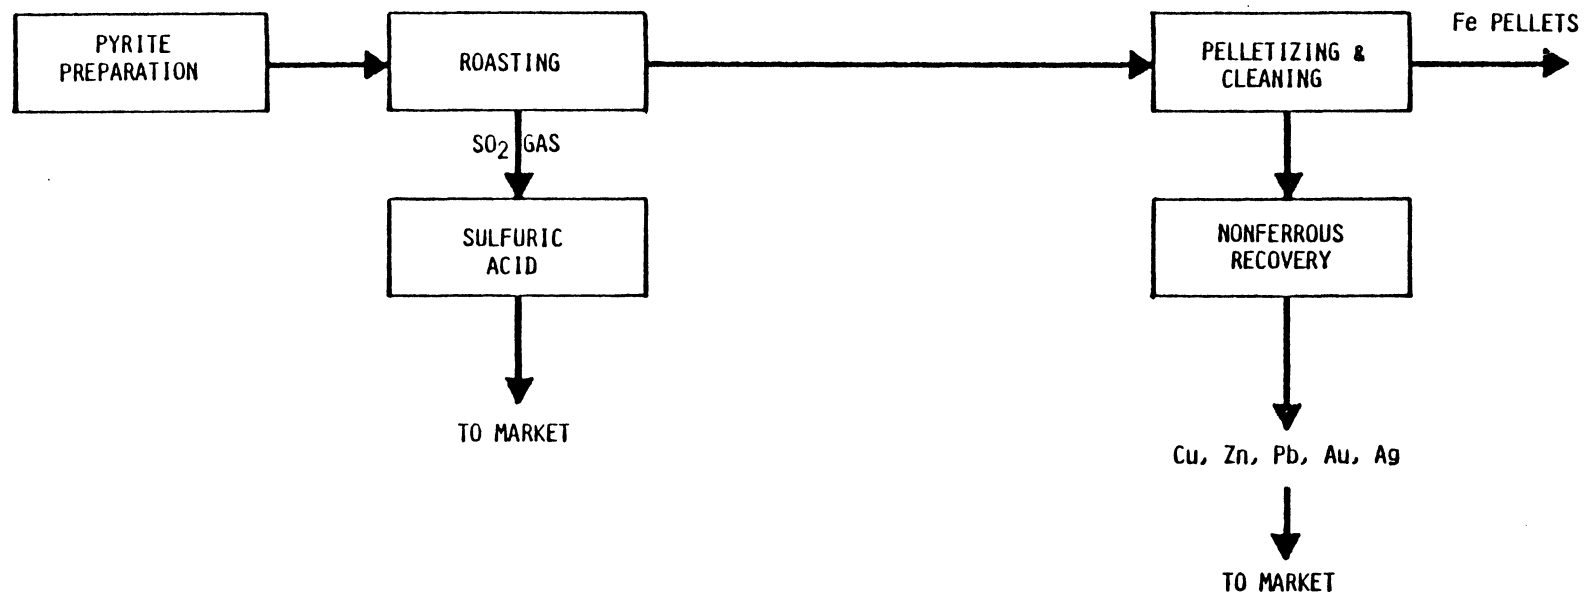 PYRITE
PREPARATION
ROASTING
PELLETIZING &
CLEANING
Fe PELLETS
SO2 GAS
SULFURIC
ACID
NONFERROUS
RECOVERY
TO MARKET
Cu, Zn, Pb, Au, Ag
TO MARKET